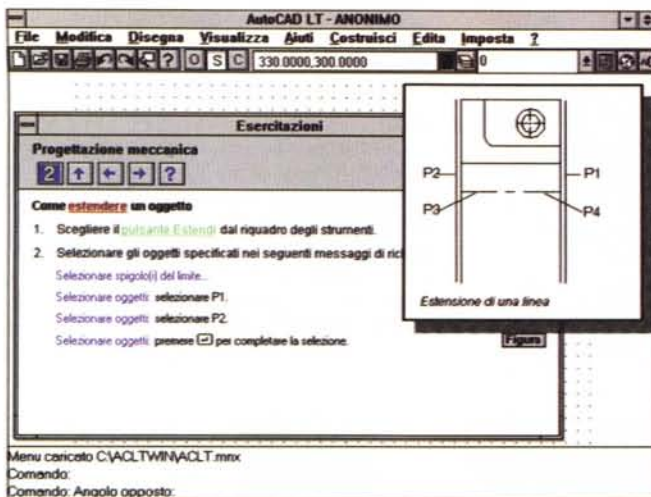 AutoCAD LT - ANONIMO
File Modifica Disegna Visualizza Aiuti Costruisci Edita Imposta ?
O S C 330.0000,300.0000 0
Esercitazioni
Progettazione meccanica
2 ?
Come estendere un oggetto
1. Scegliere il pulsante Estendi dal riquadro degli strumenti.
2. Selezionare gli oggetti specificati nei seguenti messaggi di ric
Selezionare spigolo(i) del limite...
Selezionare oggetti: selezionare P1.
Selezionare oggetti: selezionare P2.
Selezionare oggetti: premere per completare la selezione.
Figura
P2 P1
P3 P4
Estensione di una linea
Menu caricato C:\ACLTWIN\ACLT.mnx
Comando:
Comando: Angolo opposto: